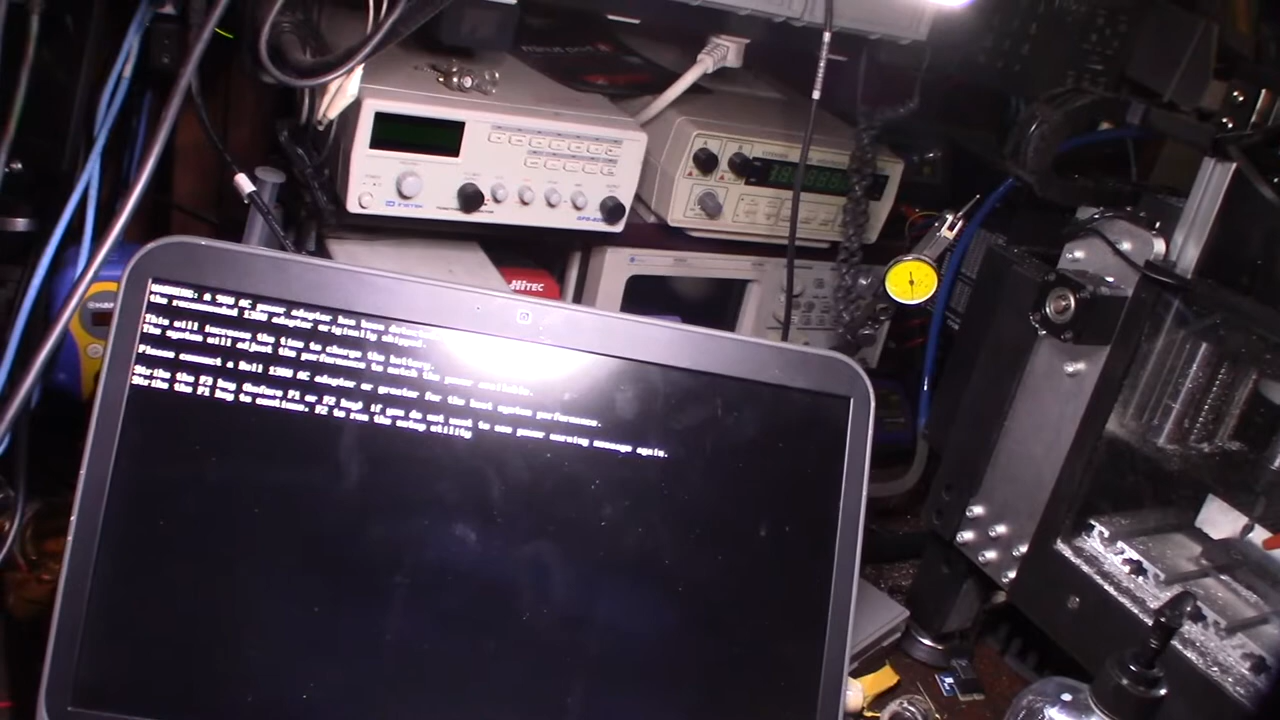 WARNING: A 90W AC power adapter has been detected
the recommended 130W adapter originally shipped.
This will increase the time to charge the battery.
The system will adjust the performance to match the power available.
Please connect a Dell 130W AC adapter or greater for the best system performance.
Strike the F3 key (before F1 or F2 key) if you do not want to see power warning message again.
Strike the F1 key to continue, F2 to run the setup utility
GW INSTEK
HITEC
A
B